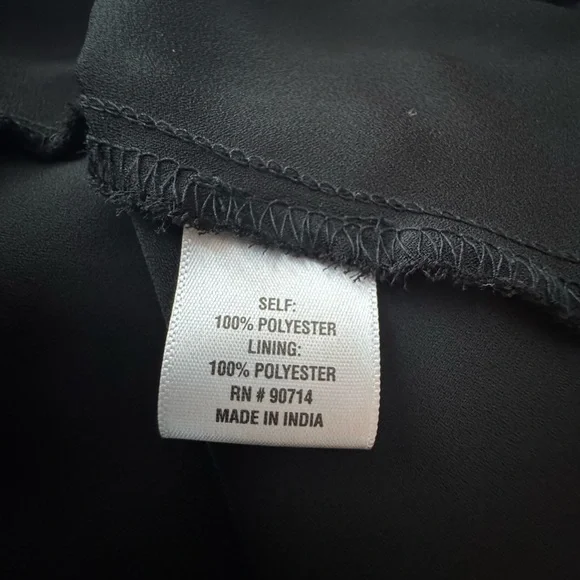 SELF:
100% POLYESTER
LINING:
100% POLYESTER
RN # 90714
MADE IN INDIA